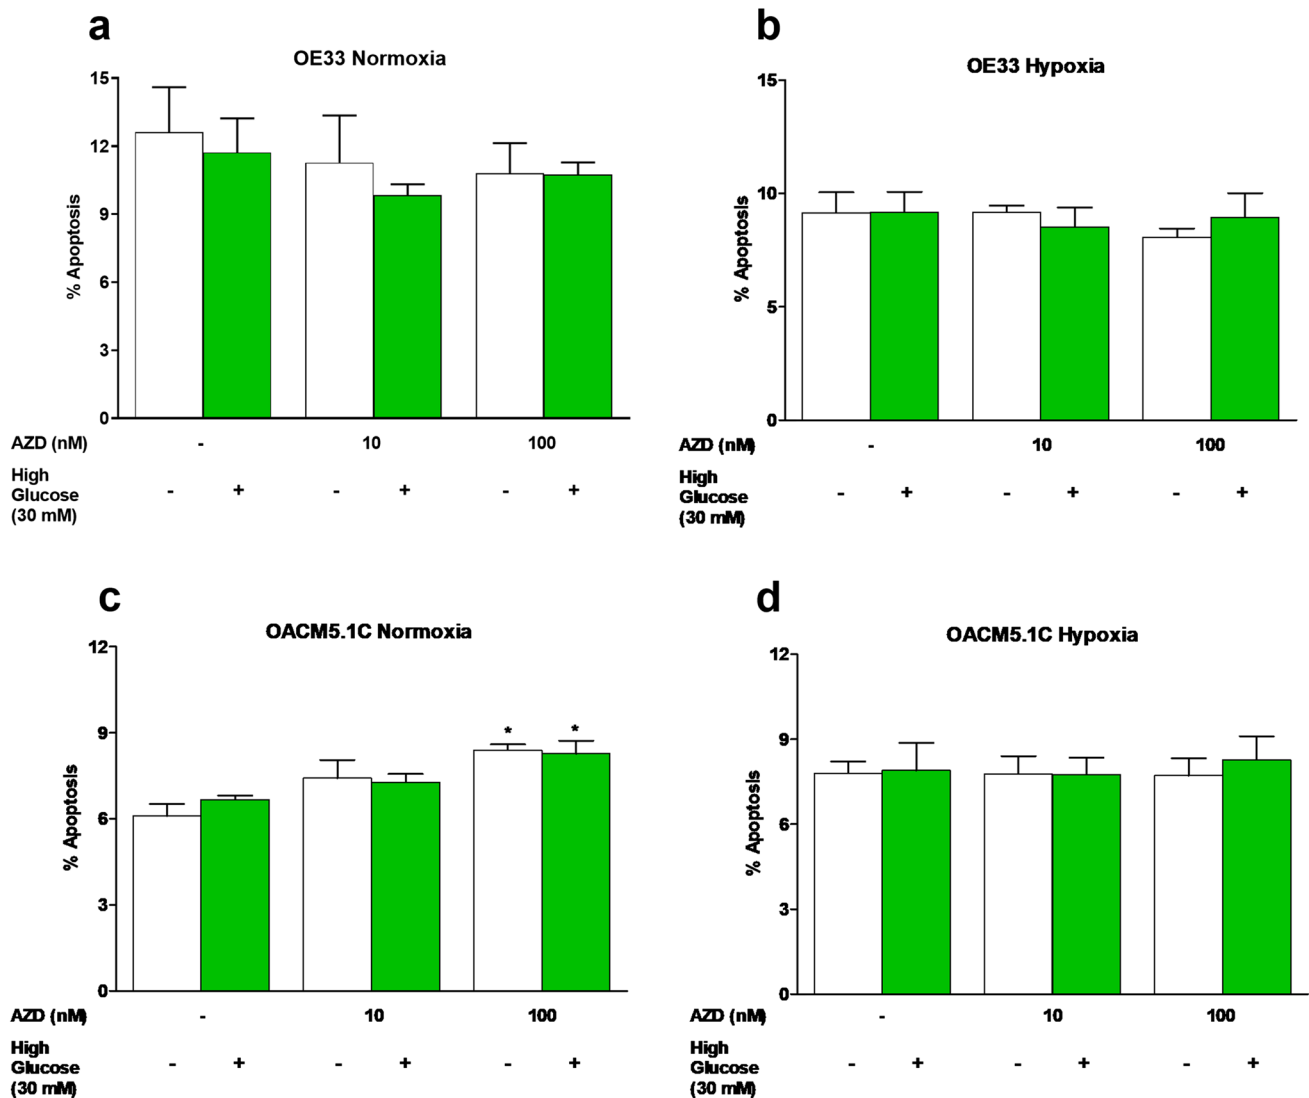 a
OE33 Normoxia
% Apoptosis
15
12
9
6
3
0
AZD (nM) - 10 100
High
Glucose
(30 mM) - + - + - +
b
OE33 Hypoxia
% Apoptosis
15
10
5
0
AZD (nM) - 10 100
High
Glucose
(30 mM) - + - + - +
c
OACM5.1C Normoxia
% Apoptosis
12
9
6
3
0
* *
AZD (nM) - 10 100
High
Glucose
(30 mM) - + - + - +
d
OACM5.1C Hypoxia
% Apoptosis
12
9
6
3
0
AZD (nM) - 10 100
High
Glucose
(30 mM) - + - + - +